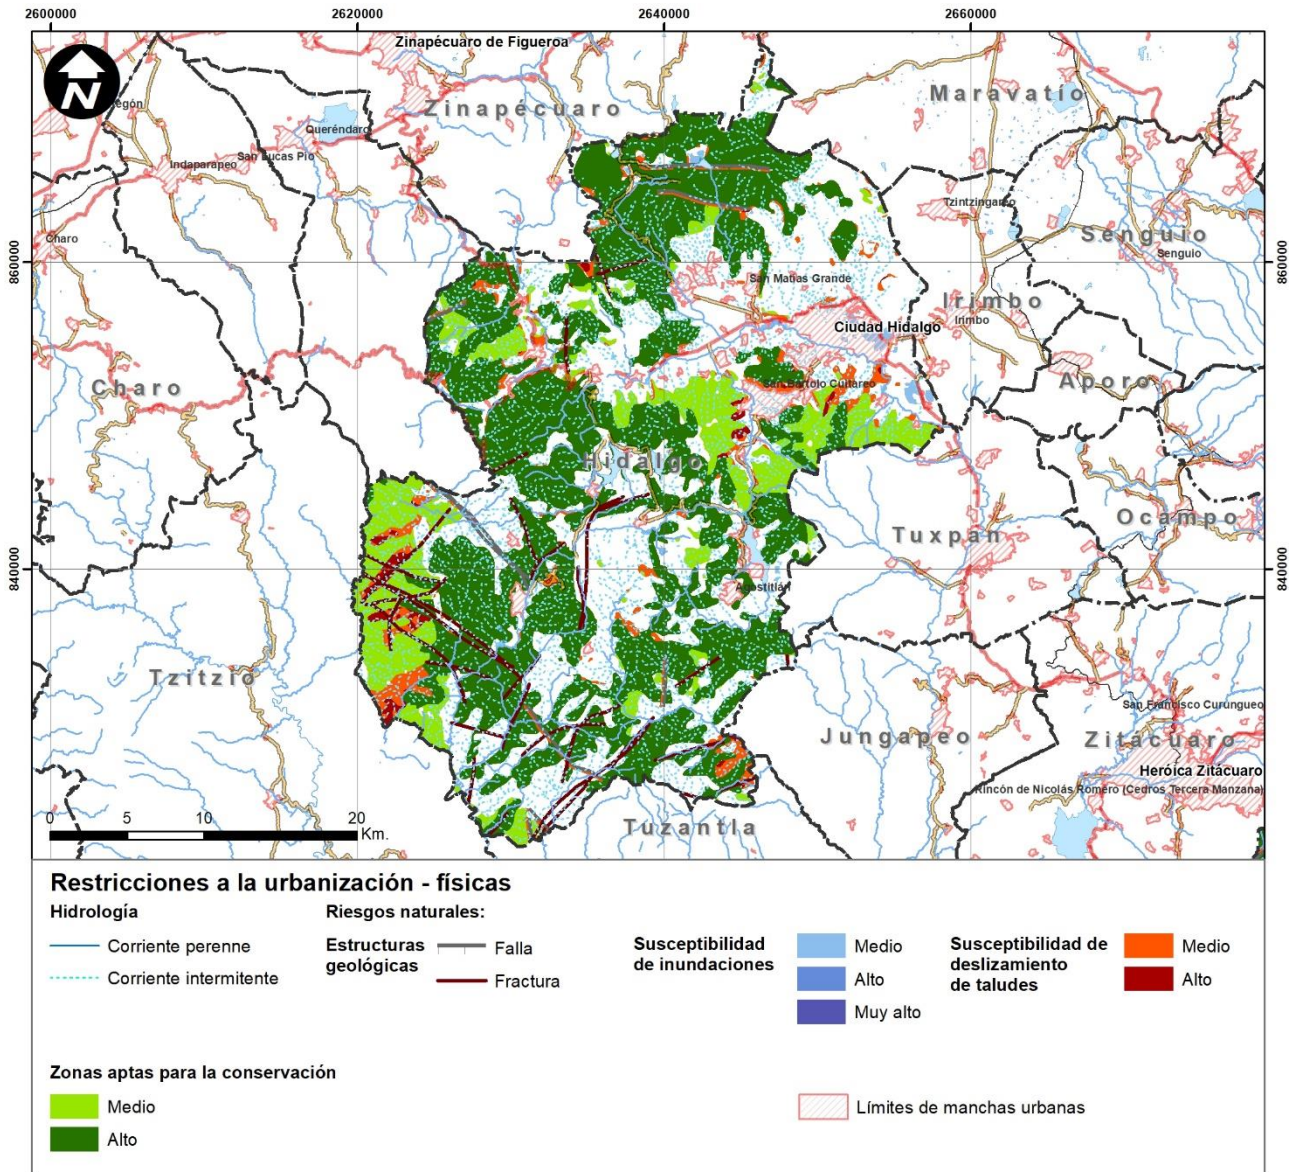 2600000
2620000
2640000
2660000
N
Zinapécuaro de Figueroa
Zinapécuaro
Maravatío
Queréndaro
San Lucas Pío
Indaparapeo
Tzintzingareo
Charo
Senguio
Senguio
860000
860000
San Matías Grande
Irimbo
Irimbo
Ciudad Hidalgo
Charo
San Bartolo Cuitareo
Aporo
Hidalgo
Ocampo
Tuxpan
840000
840000
Agostitlán
Tzitzio
San Francisco Curungueo
Jungapeo
Zitácuaro
Heróica Zitácuaro
Rincón de Nicolás Romero (Cedros Tercera Manzana)
Tuzantla
0 5 10 20
Km.
Restricciones a la urbanización - físicas
Hidrología
Corriente perenne
Corriente intermitente
Riesgos naturales:
Estructuras
geológicas
Falla
Fractura
Susceptibilidad
de inundaciones
Medio
Alto
Muy alto
Susceptibilidad de
deslizamiento
de taludes
Medio
Alto
Zonas aptas para la conservación
Medio
Alto
Límites de manchas urbanas